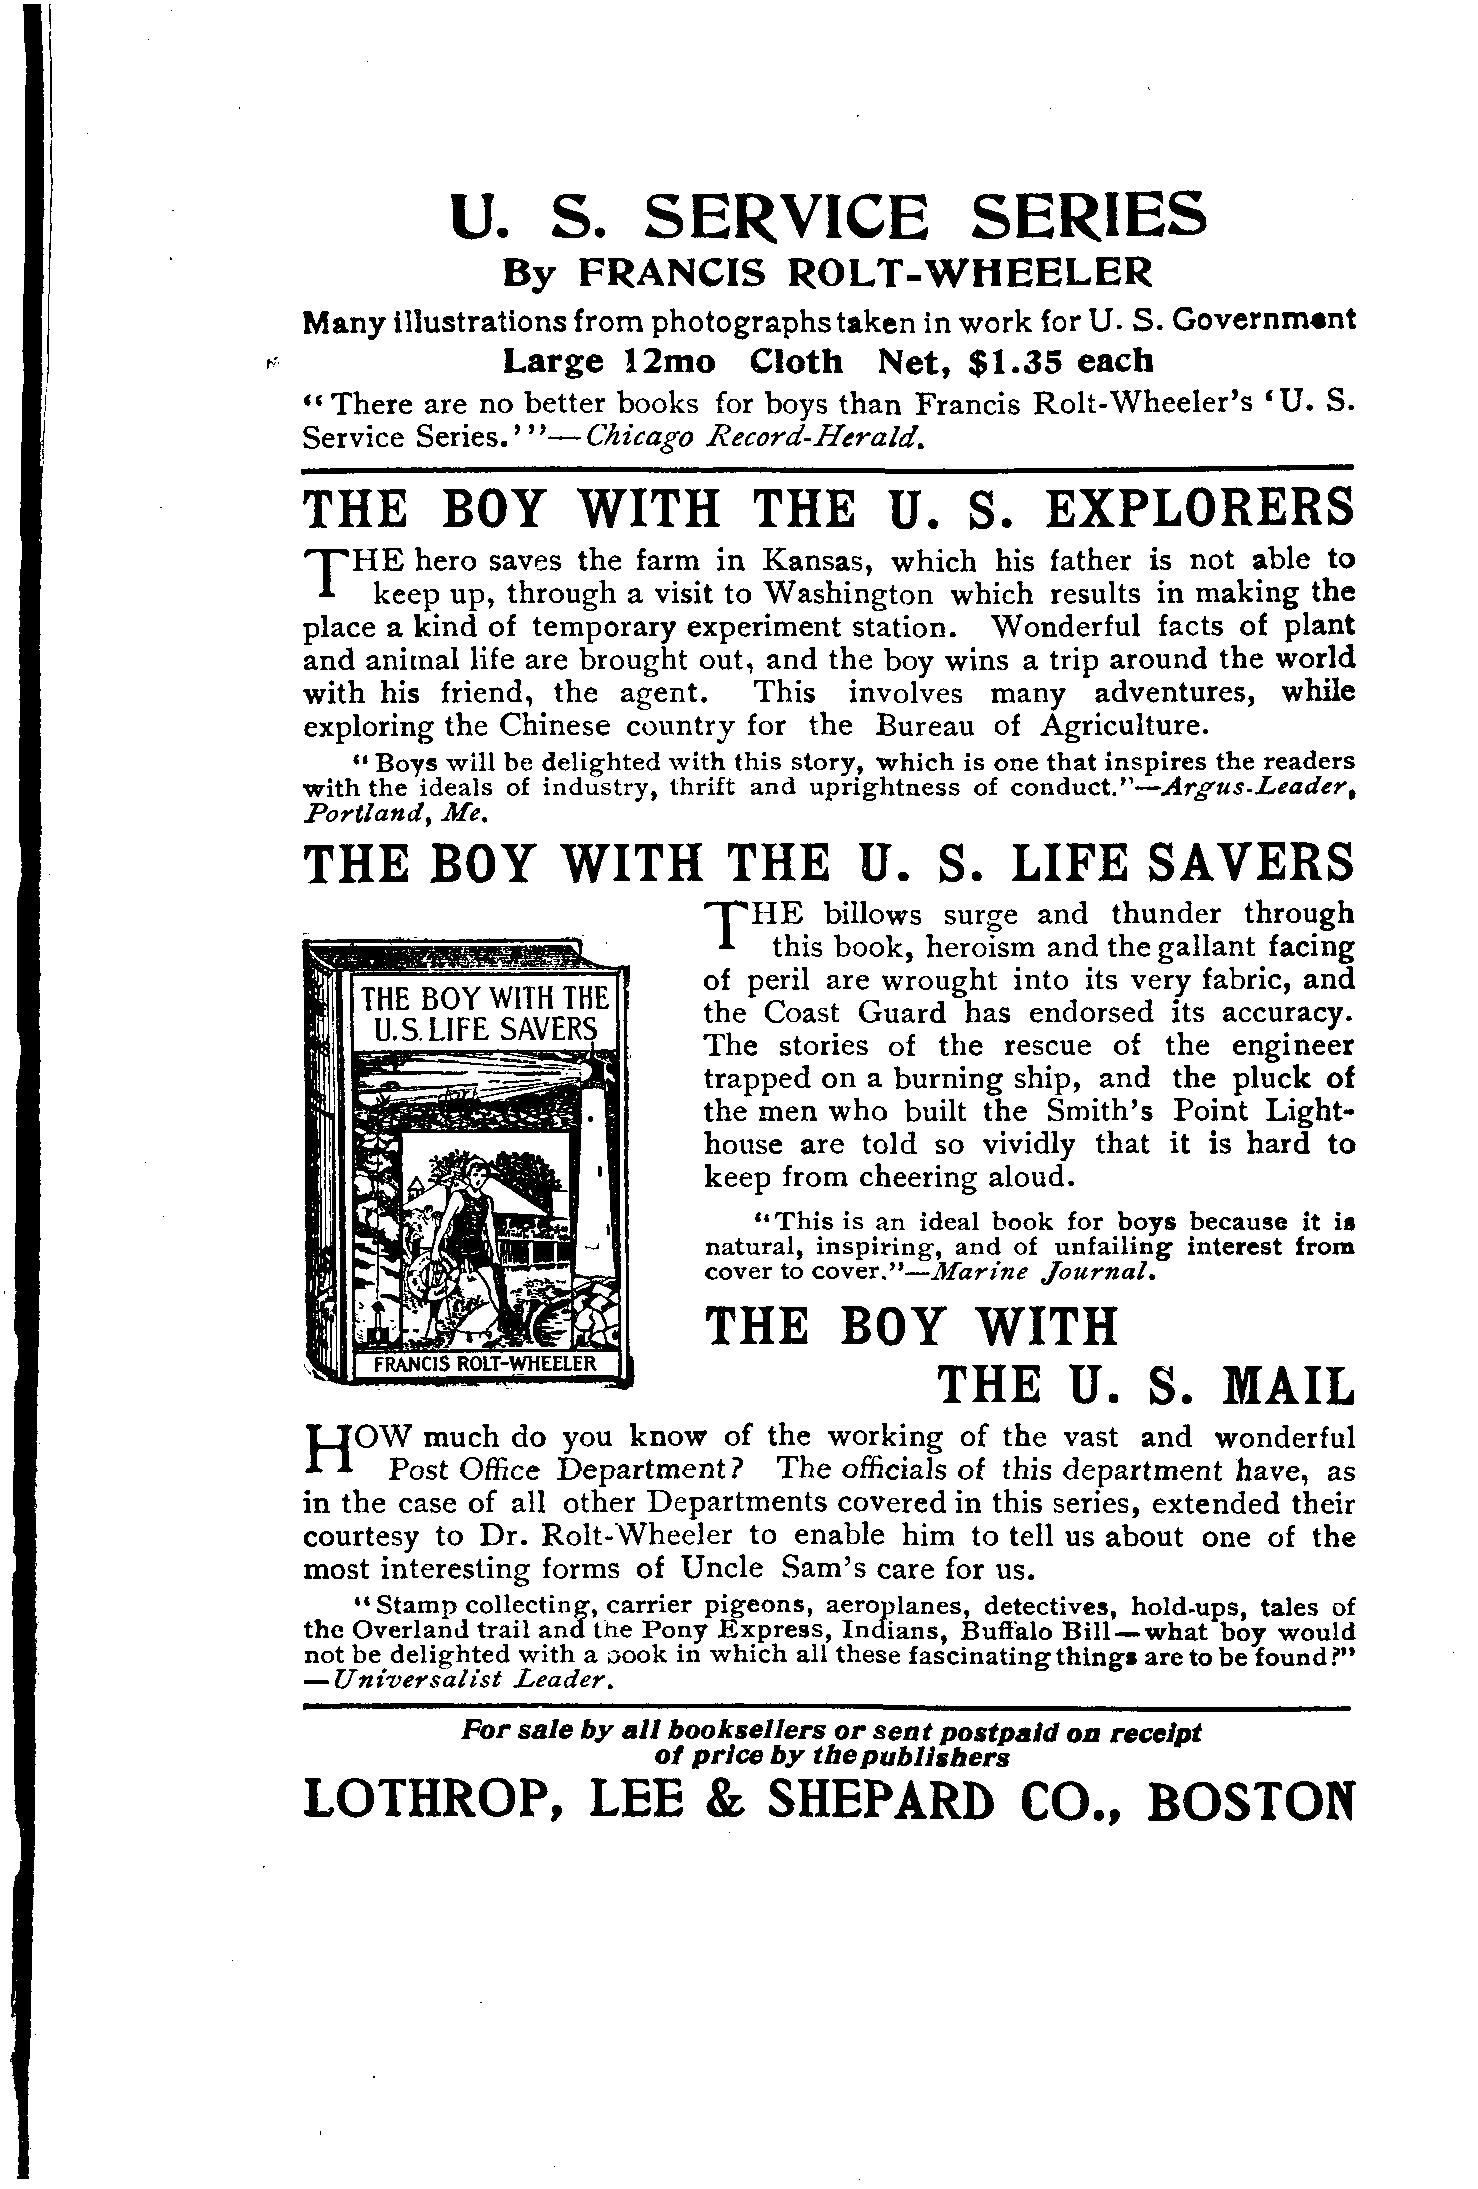 U. S. SERVICE SERIES
By FRANCIS ROLT-WHEELER
Many illustrations from photographs taken in work for U. S. Government
Large 12mo Cloth Net, $1.35 each
“There are no better books for boys than Francis Rolt-Wheeler’s ‘U. S.
Service Series.’”—Chicago Record-Herald.
THE BOY WITH THE U. S. EXPLORERS
THE hero saves the farm in Kansas, which his father is not able to
keep up, through a visit to Washington which results in making the
place a kind of temporary experiment station. Wonderful facts of plant
and animal life are brought out, and the boy wins a trip around the world
with his friend, the agent. This involves many adventures, while
exploring the Chinese country for the Bureau of Agriculture.
“Boys will be delighted with this story, which is one that inspires the readers
with the ideals of industry, thrift and uprightness of conduct.”—Argus-Leader,
Portland, Me.
THE BOY WITH THE U. S. LIFE SAVERS
THE BOY WITH THE
U.S. LIFE SAVERS
FRANCIS ROLT-WHEELER
THE billows surge and thunder through
this book, heroism and the gallant facing
of peril are wrought into its very fabric, and
the Coast Guard has endorsed its accuracy.
The stories of the rescue of the engineer
trapped on a burning ship, and the pluck of
the men who built the Smith’s Point Light-
house are told so vividly that it is hard to
keep from cheering aloud.
“This is an ideal book for boys because it is
natural, inspiring, and of unfailing interest from
cover to cover.”—Marine Journal.
THE BOY WITH
THE U. S. MAIL
HOW much do you know of the working of the vast and wonderful
Post Office Department? The officials of this department have, as
in the case of all other Departments covered in this series, extended their
courtesy to Dr. Rolt-Wheeler to enable him to tell us about one of the
most interesting forms of Uncle Sam’s care for us.
“Stamp collecting, carrier pigeons, aeroplanes, detectives, hold-ups, tales of
the Overland trail and the Pony Express, Indians, Buffalo Bill—what boy would
not be delighted with a book in which all these fascinating things are to be found?”
—Universalist Leader.
For sale by all booksellers or sent postpaid on receipt
of price by the publishers
LOTHROP, LEE & SHEPARD CO., BOSTON